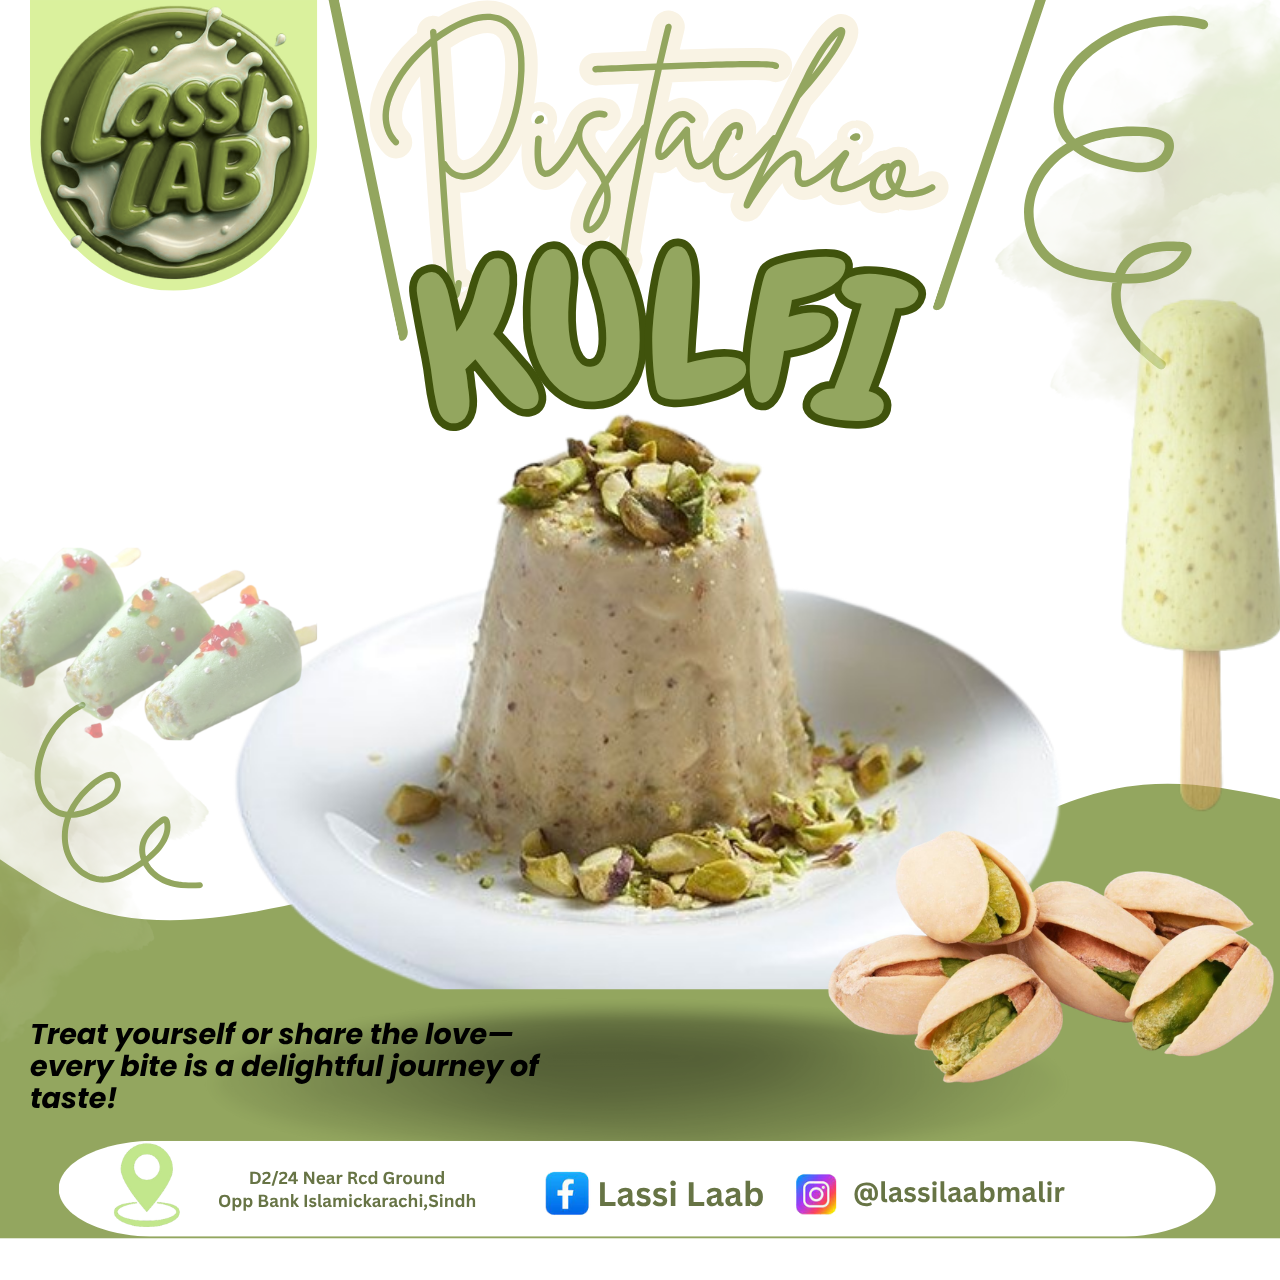 Lassi
LAB
Pistachio
KULFI
Treat yourself or share the love—
every bite is a delightful journey of
taste!
D2/24 Near Rcd Ground
Opp Bank Islamickarachi,Sindh
Lassi Laab
@lassilaabmalir